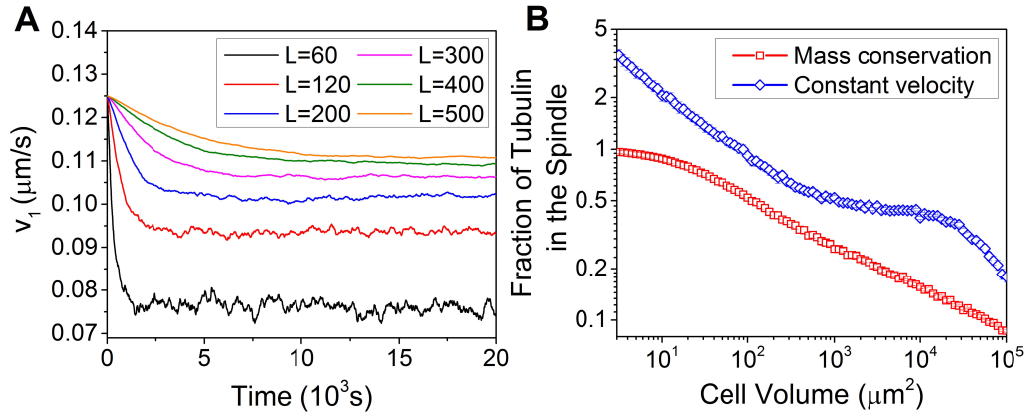 A
v₁ (μm/s)
0.14
0.13
0.12
0.11
0.10
0.09
0.08
0.07
L=60
L=300
L=120
L=400
L=200
L=500
0
5
10
15
20
Time (10³s)
B
Fraction of Tubulin
in the Spindle
5
2
1
0.5
0.2
0.1
Mass conservation
Constant velocity
10¹
10²
10³
10⁴
10⁵
Cell Volume (μm²)